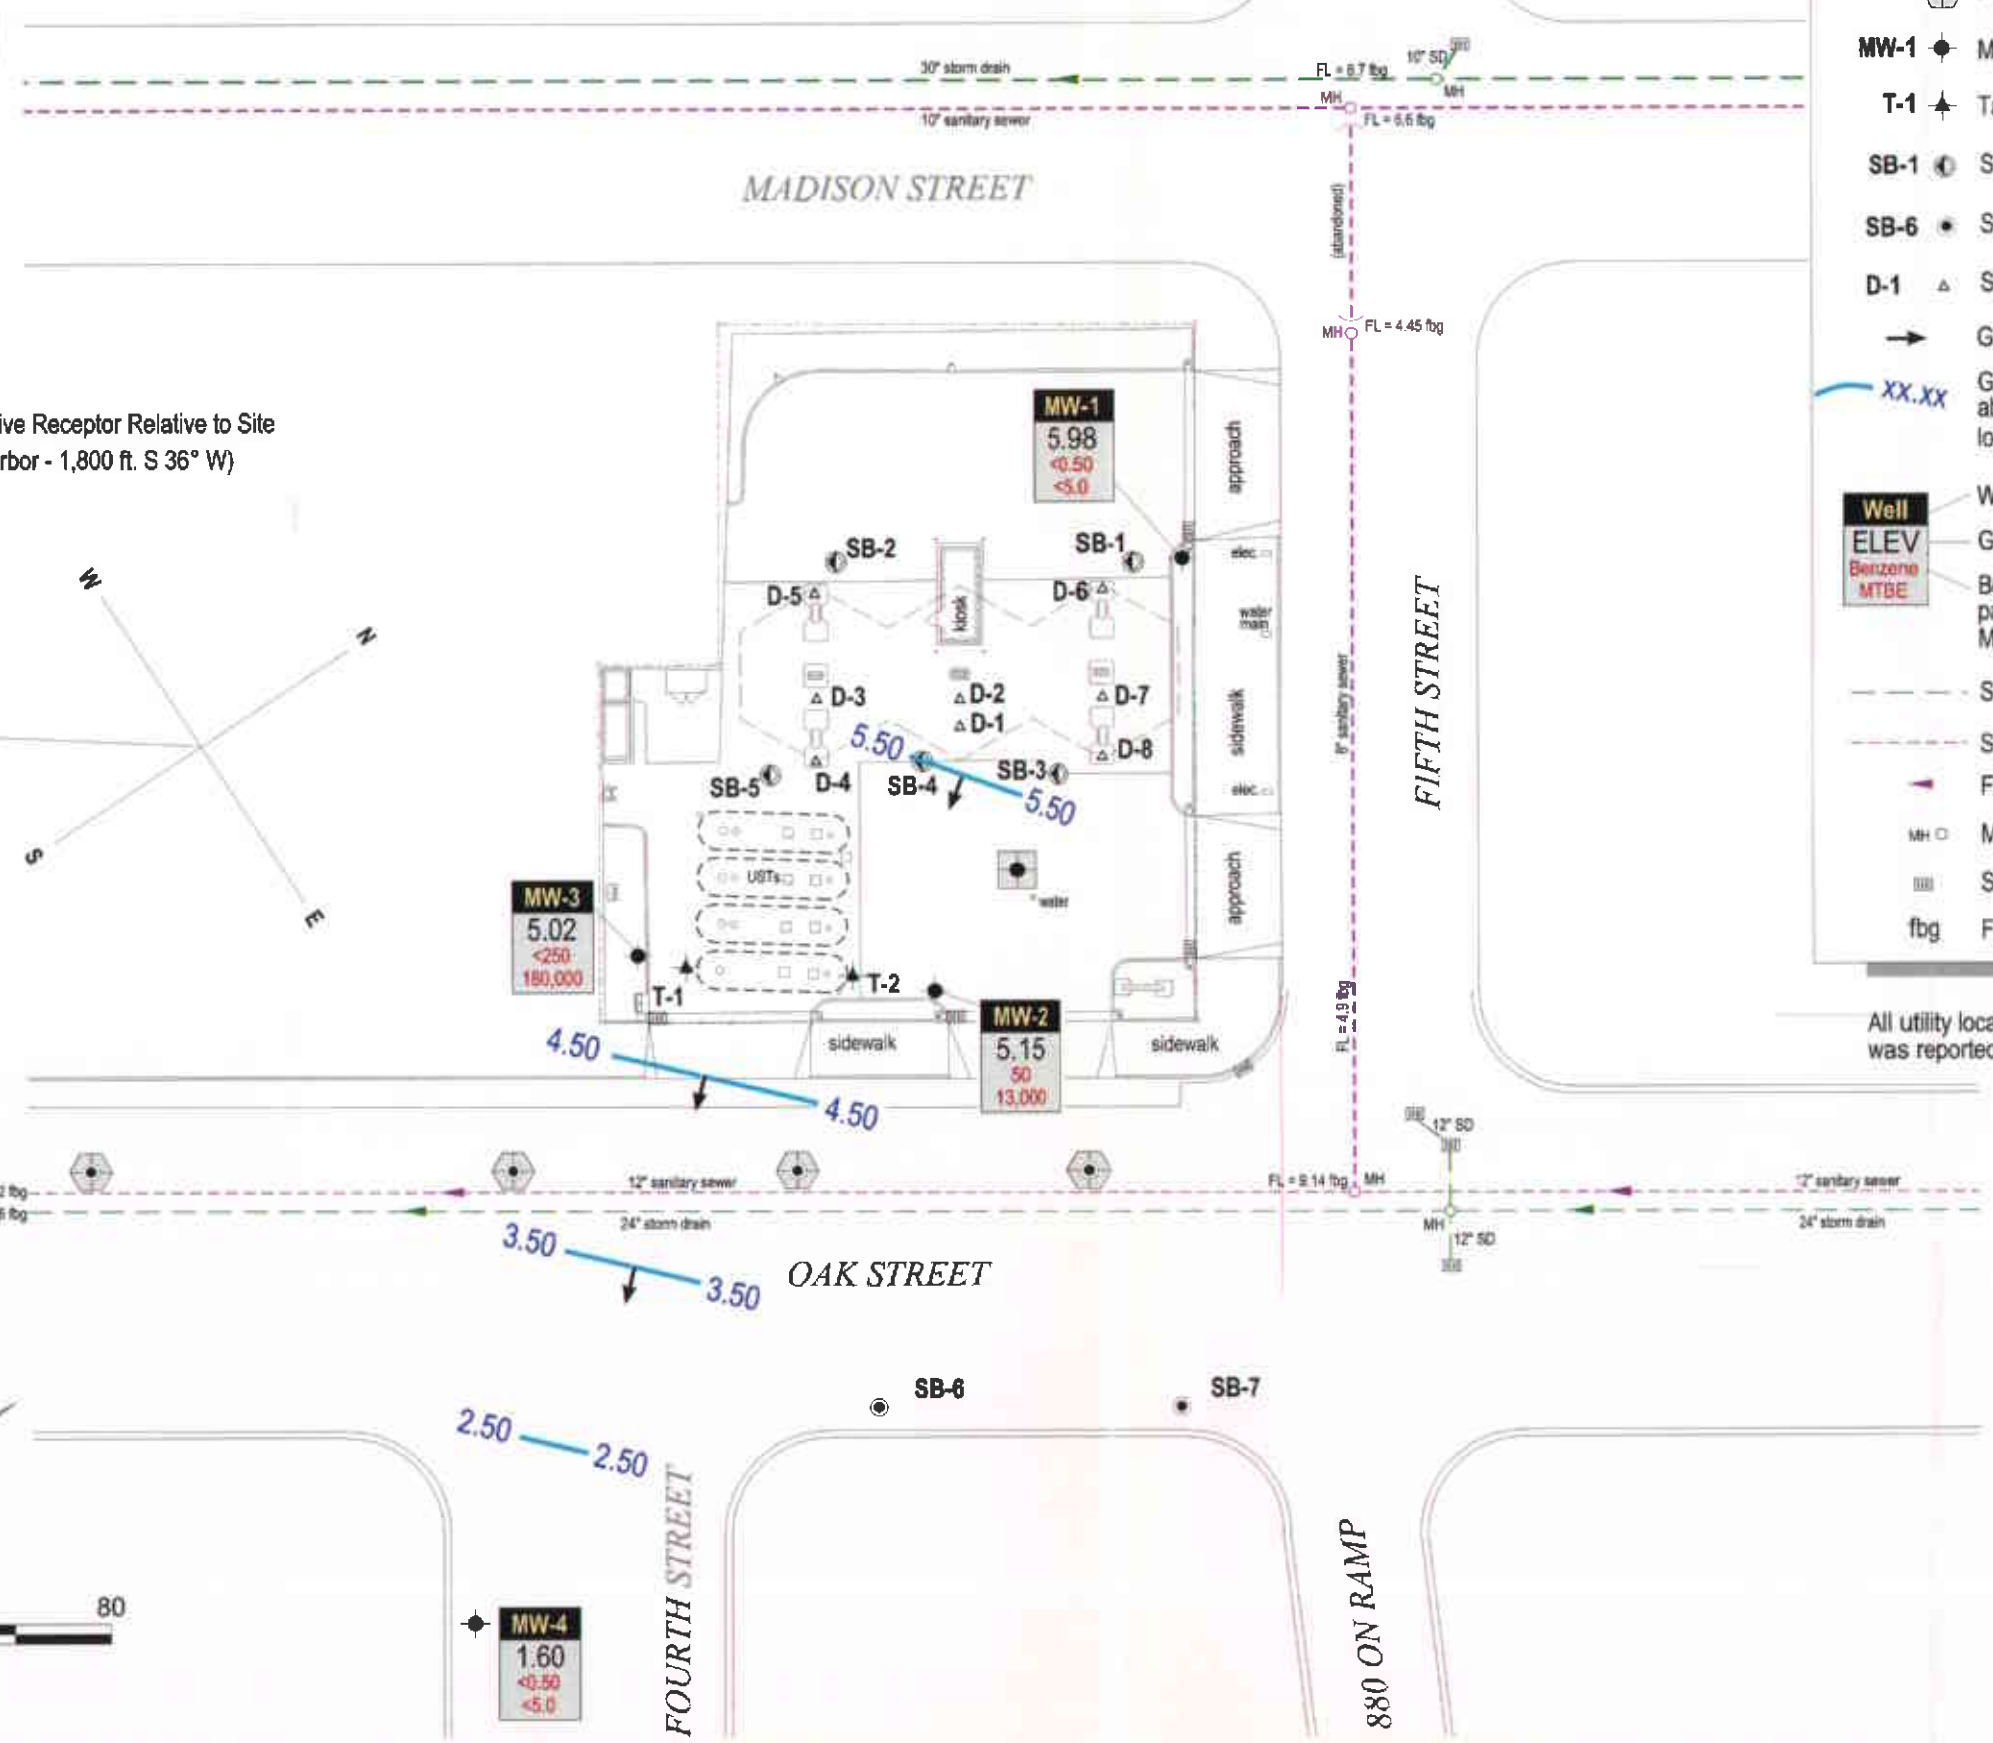 30" storm drain
10" sanitary sewer
FL = 6.7 fbg
10" SD
MH
MH
FL = 6.6 fbg
MADISON STREET
(abandoned)
MH
FL = 4.45 fbg
MW-1
T-1
SB-1
SB-6
D-1
XX.XX
Well
ELEV
Benzene
MTBE
MH
fbg
All utility loca
was reported
ive Receptor Relative to Site
rbor - 1,800 ft. S 36° W)
W
N
S
E
MW-1
5.98
<0.50
<5.0
approach
SB-2
SB-1
elec.
D-5
kiosk
D-6
water
main
D-3
D-2
D-7
D-1
sidewalk
8" sanitary sewer
FIFTH STREET
5.50
D-8
SB-5
D-4
SB-4
SB-3
5.50
elec.
USTs
water
approach
MW-3
5.02
<250
180,000
T-1
T-2
MW-2
5.15
50
13,000
sidewalk
sidewalk
FL = 4.9 fbg
4.50
4.50
12" SD
2 fbg
12" sanitary sewer
FL = 9.14 fbg
MH
12" sanitary sewer
fbg
24" storm drain
MH
12" SD
24" storm drain
3.50
3.50
OAK STREET
SB-6
SB-7
2.50
2.50
FOURTH STREET
880 ON RAMP
80
MW-4
1.60
<0.50
<5.0